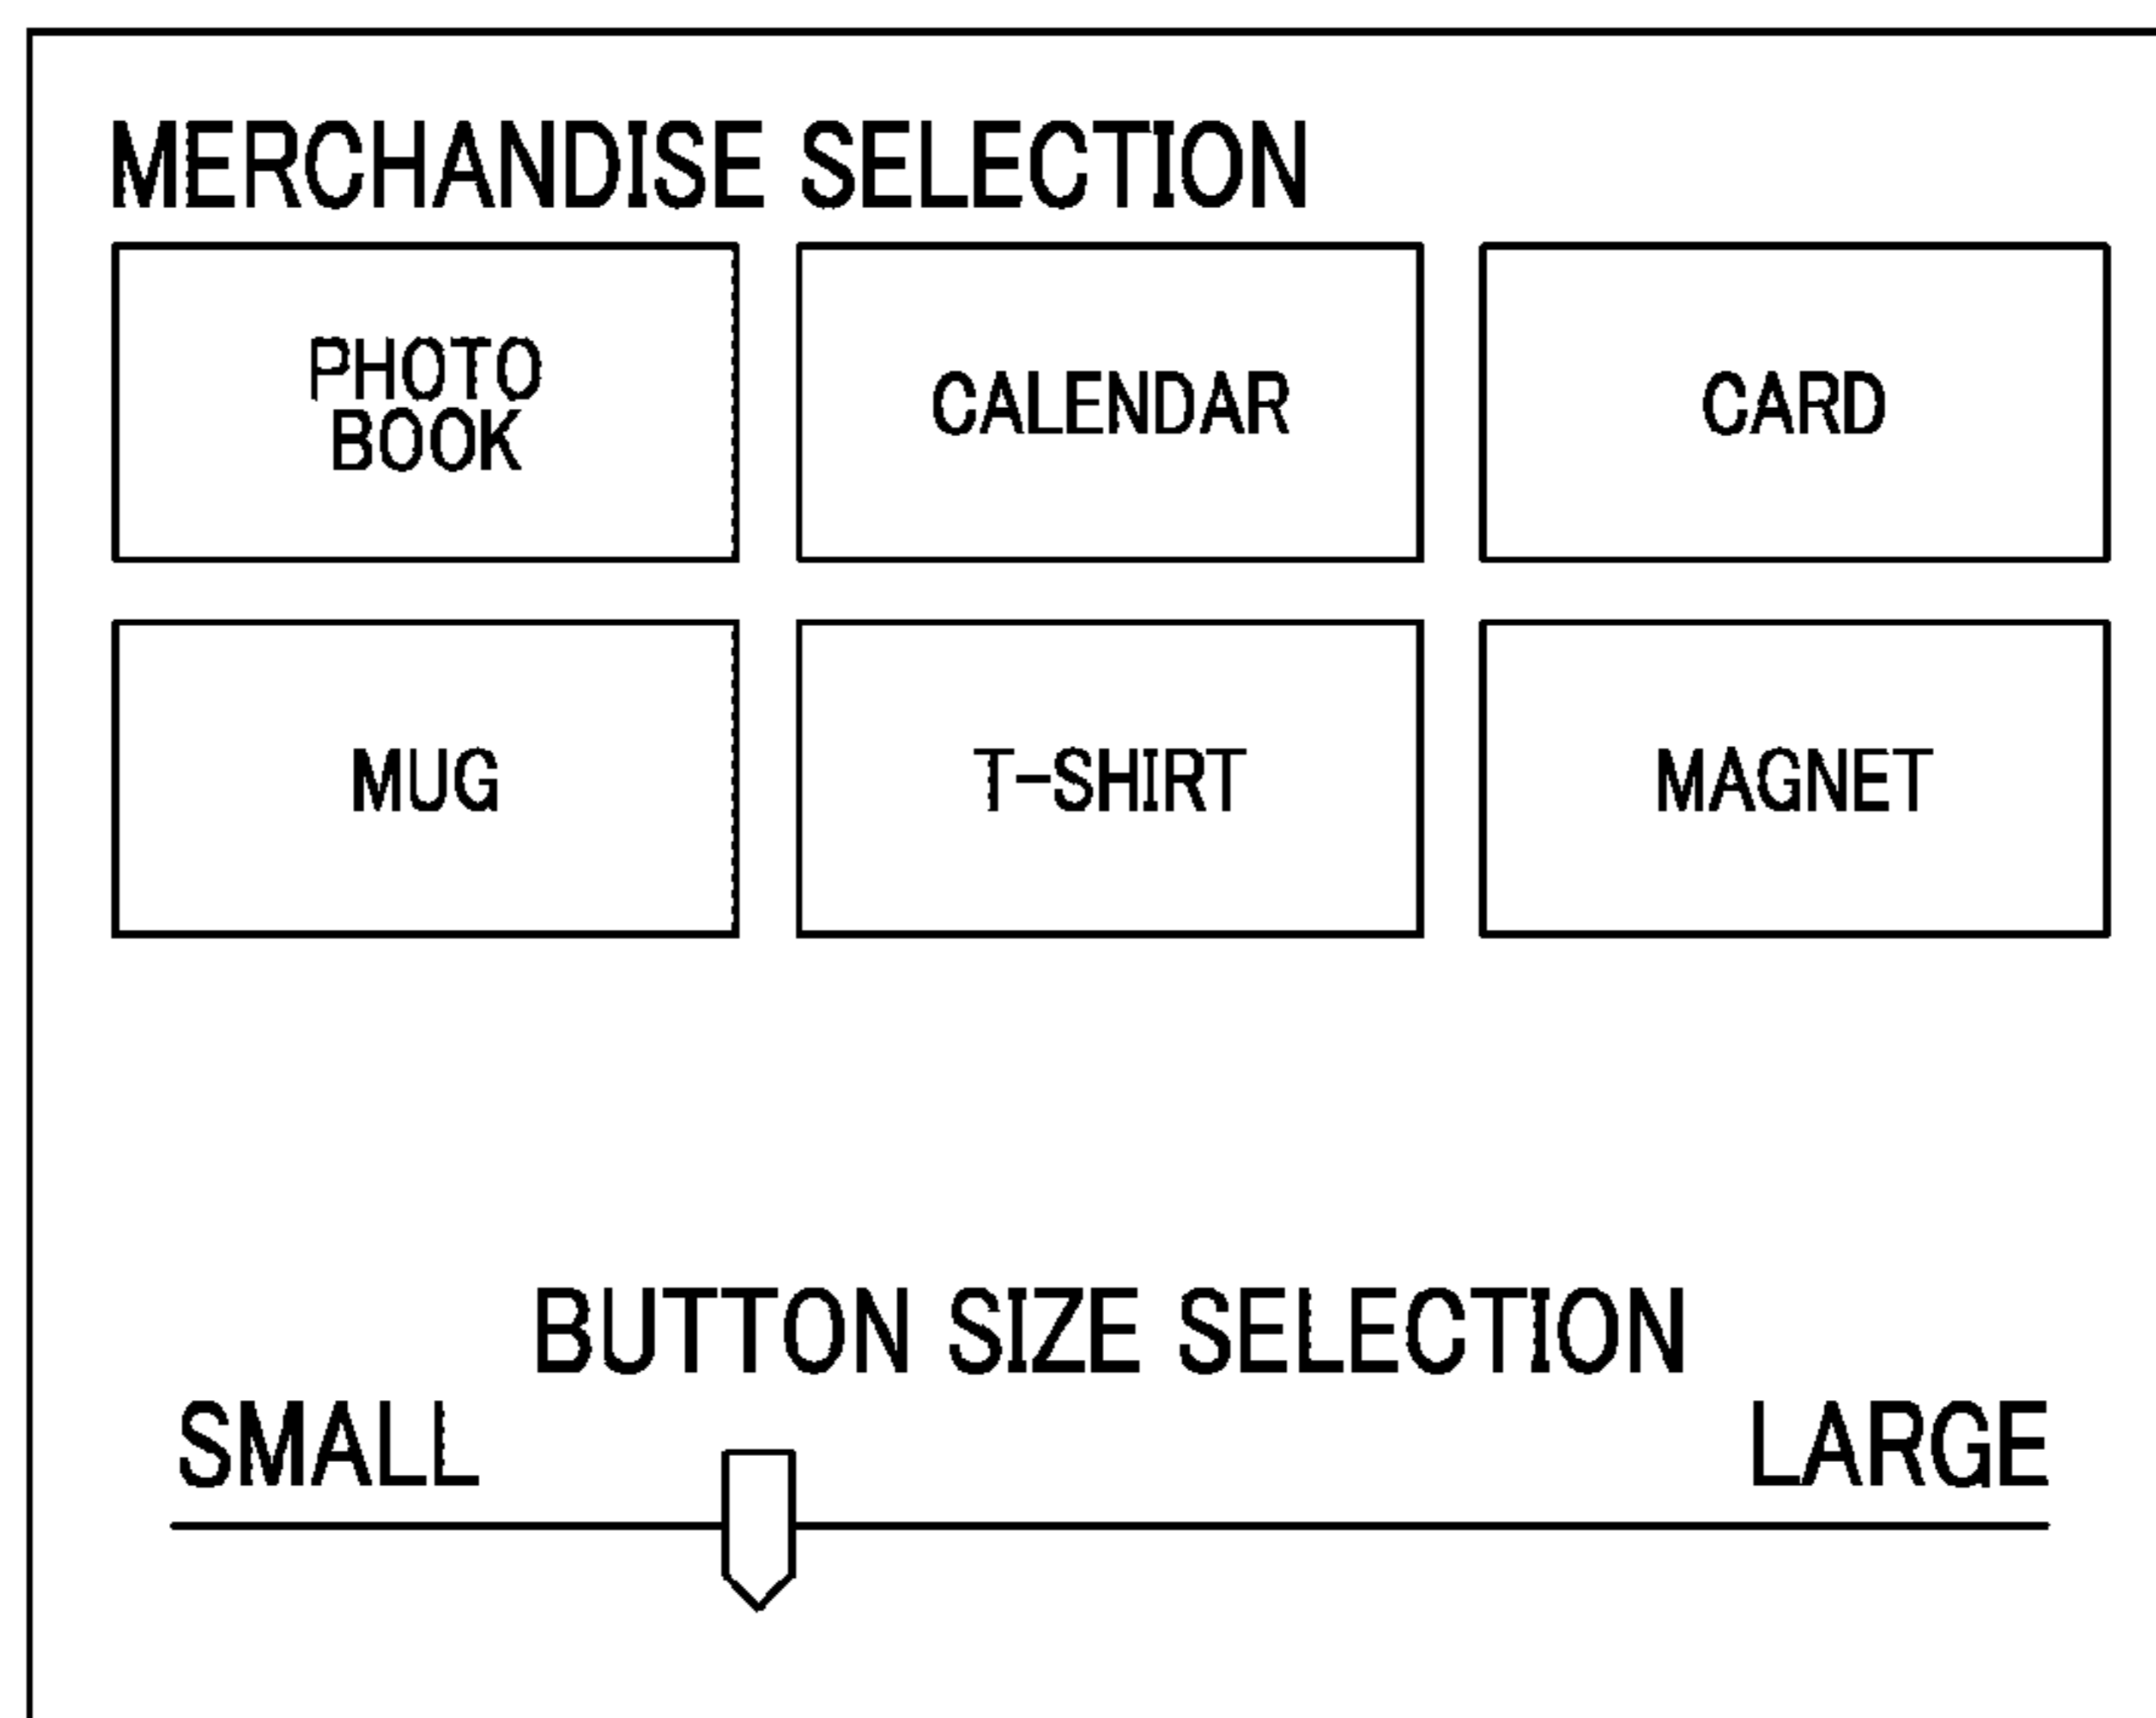 MERCHANDISE SELECTION
PHOTO
BOOK
CALENDAR
CARD
MUG
T-SHIRT
MAGNET
BUTTON SIZE SELECTION
SMALL
LARGE